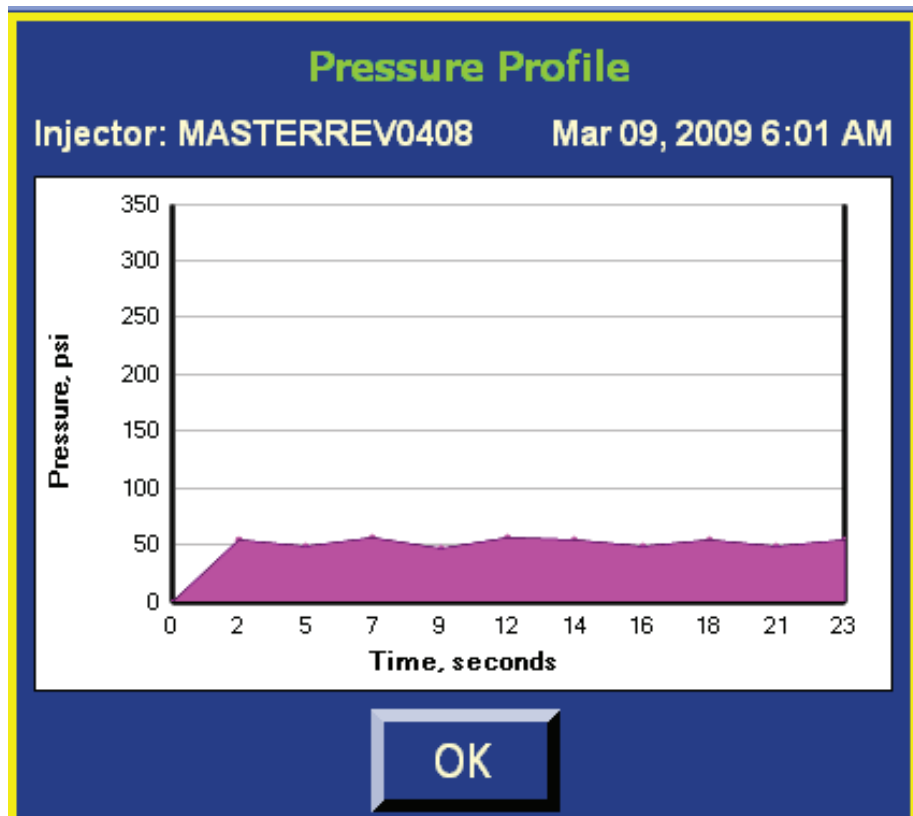 Pressure Profile
Injector: MASTERREV0408 Mar 09, 2009 6:01 AM
350
300
250
200
150
100
50
0
Pressure, psi
0 2 5 7 9 12 14 16 18 21 23
Time, seconds
OK